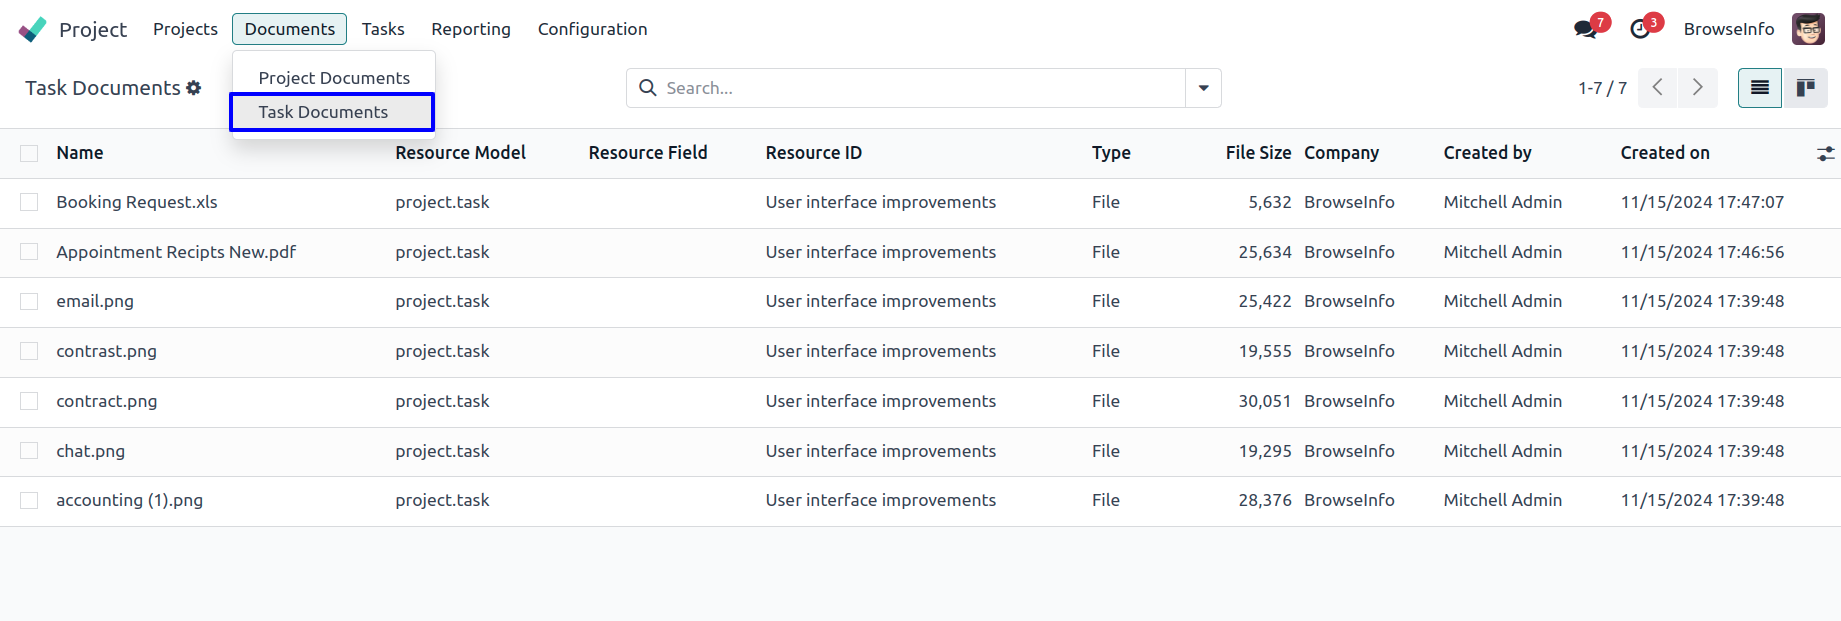 Project Projects Documents Tasks Reporting Configuration 7 3 BrowseInfo
Project Documents
Task Documents Search... 1-7 / 7
Task Documents
Name Resource Model Resource Field Resource ID Type File Size Company Created by Created on
Booking Request.xls project.task User interface improvements File 5,632 BrowseInfo Mitchell Admin 11/15/2024 17:47:07
Appointment Recipts New.pdf project.task User interface improvements File 25,634 BrowseInfo Mitchell Admin 11/15/2024 17:46:56
email.png project.task User interface improvements File 25,422 BrowseInfo Mitchell Admin 11/15/2024 17:39:48
contrast.png project.task User interface improvements File 19,555 BrowseInfo Mitchell Admin 11/15/2024 17:39:48
contract.png project.task User interface improvements File 30,051 BrowseInfo Mitchell Admin 11/15/2024 17:39:48
chat.png project.task User interface improvements File 19,295 BrowseInfo Mitchell Admin 11/15/2024 17:39:48
accounting (1).png project.task User interface improvements File 28,376 BrowseInfo Mitchell Admin 11/15/2024 17:39:48